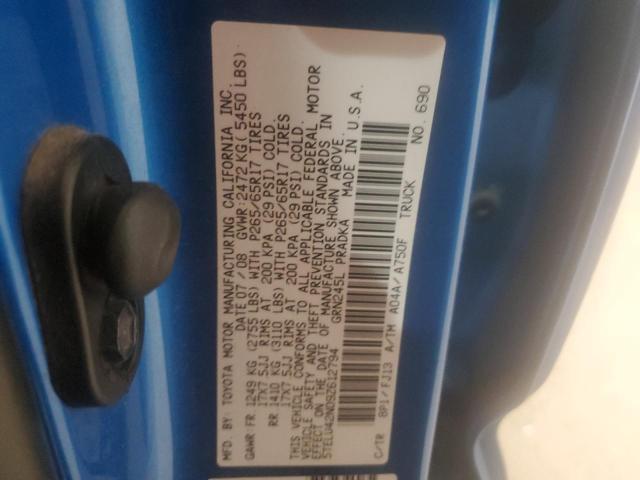 MFD. BY: TOYOTA MOTOR MANUFACTURING CALIFORNIA INC.
DATE 07/08 GVWR:2472 KG( 5450 LBS)
GAWR FR 1249 KG (2755 LBS) WITH P265/65R17 TIRES
17X7.5JJ RIMS AT 200 KPA (29 PSI) COLD.
RR 1410 KG (3110 LBS) WITH P265/65R17 TIRES
17X7.5JJ RIMS AT 200 KPA (29 PSI) COLD.
THIS VEHICLE CONFORMS TO ALL APPLICABLE FEDERAL MOTOR
VEHICLE SAFETY AND THEFT PREVENTION STANDARDS IN
EFFECT ON THE DATE OF MANUFACTURE SHOWN ABOVE.
5TELU42N09Z612794 GRN245L PRADKA MADE IN U.S.A.
8P1/FJ13 A/TM A04A/A750F TRUCK
C/TR NO. 690